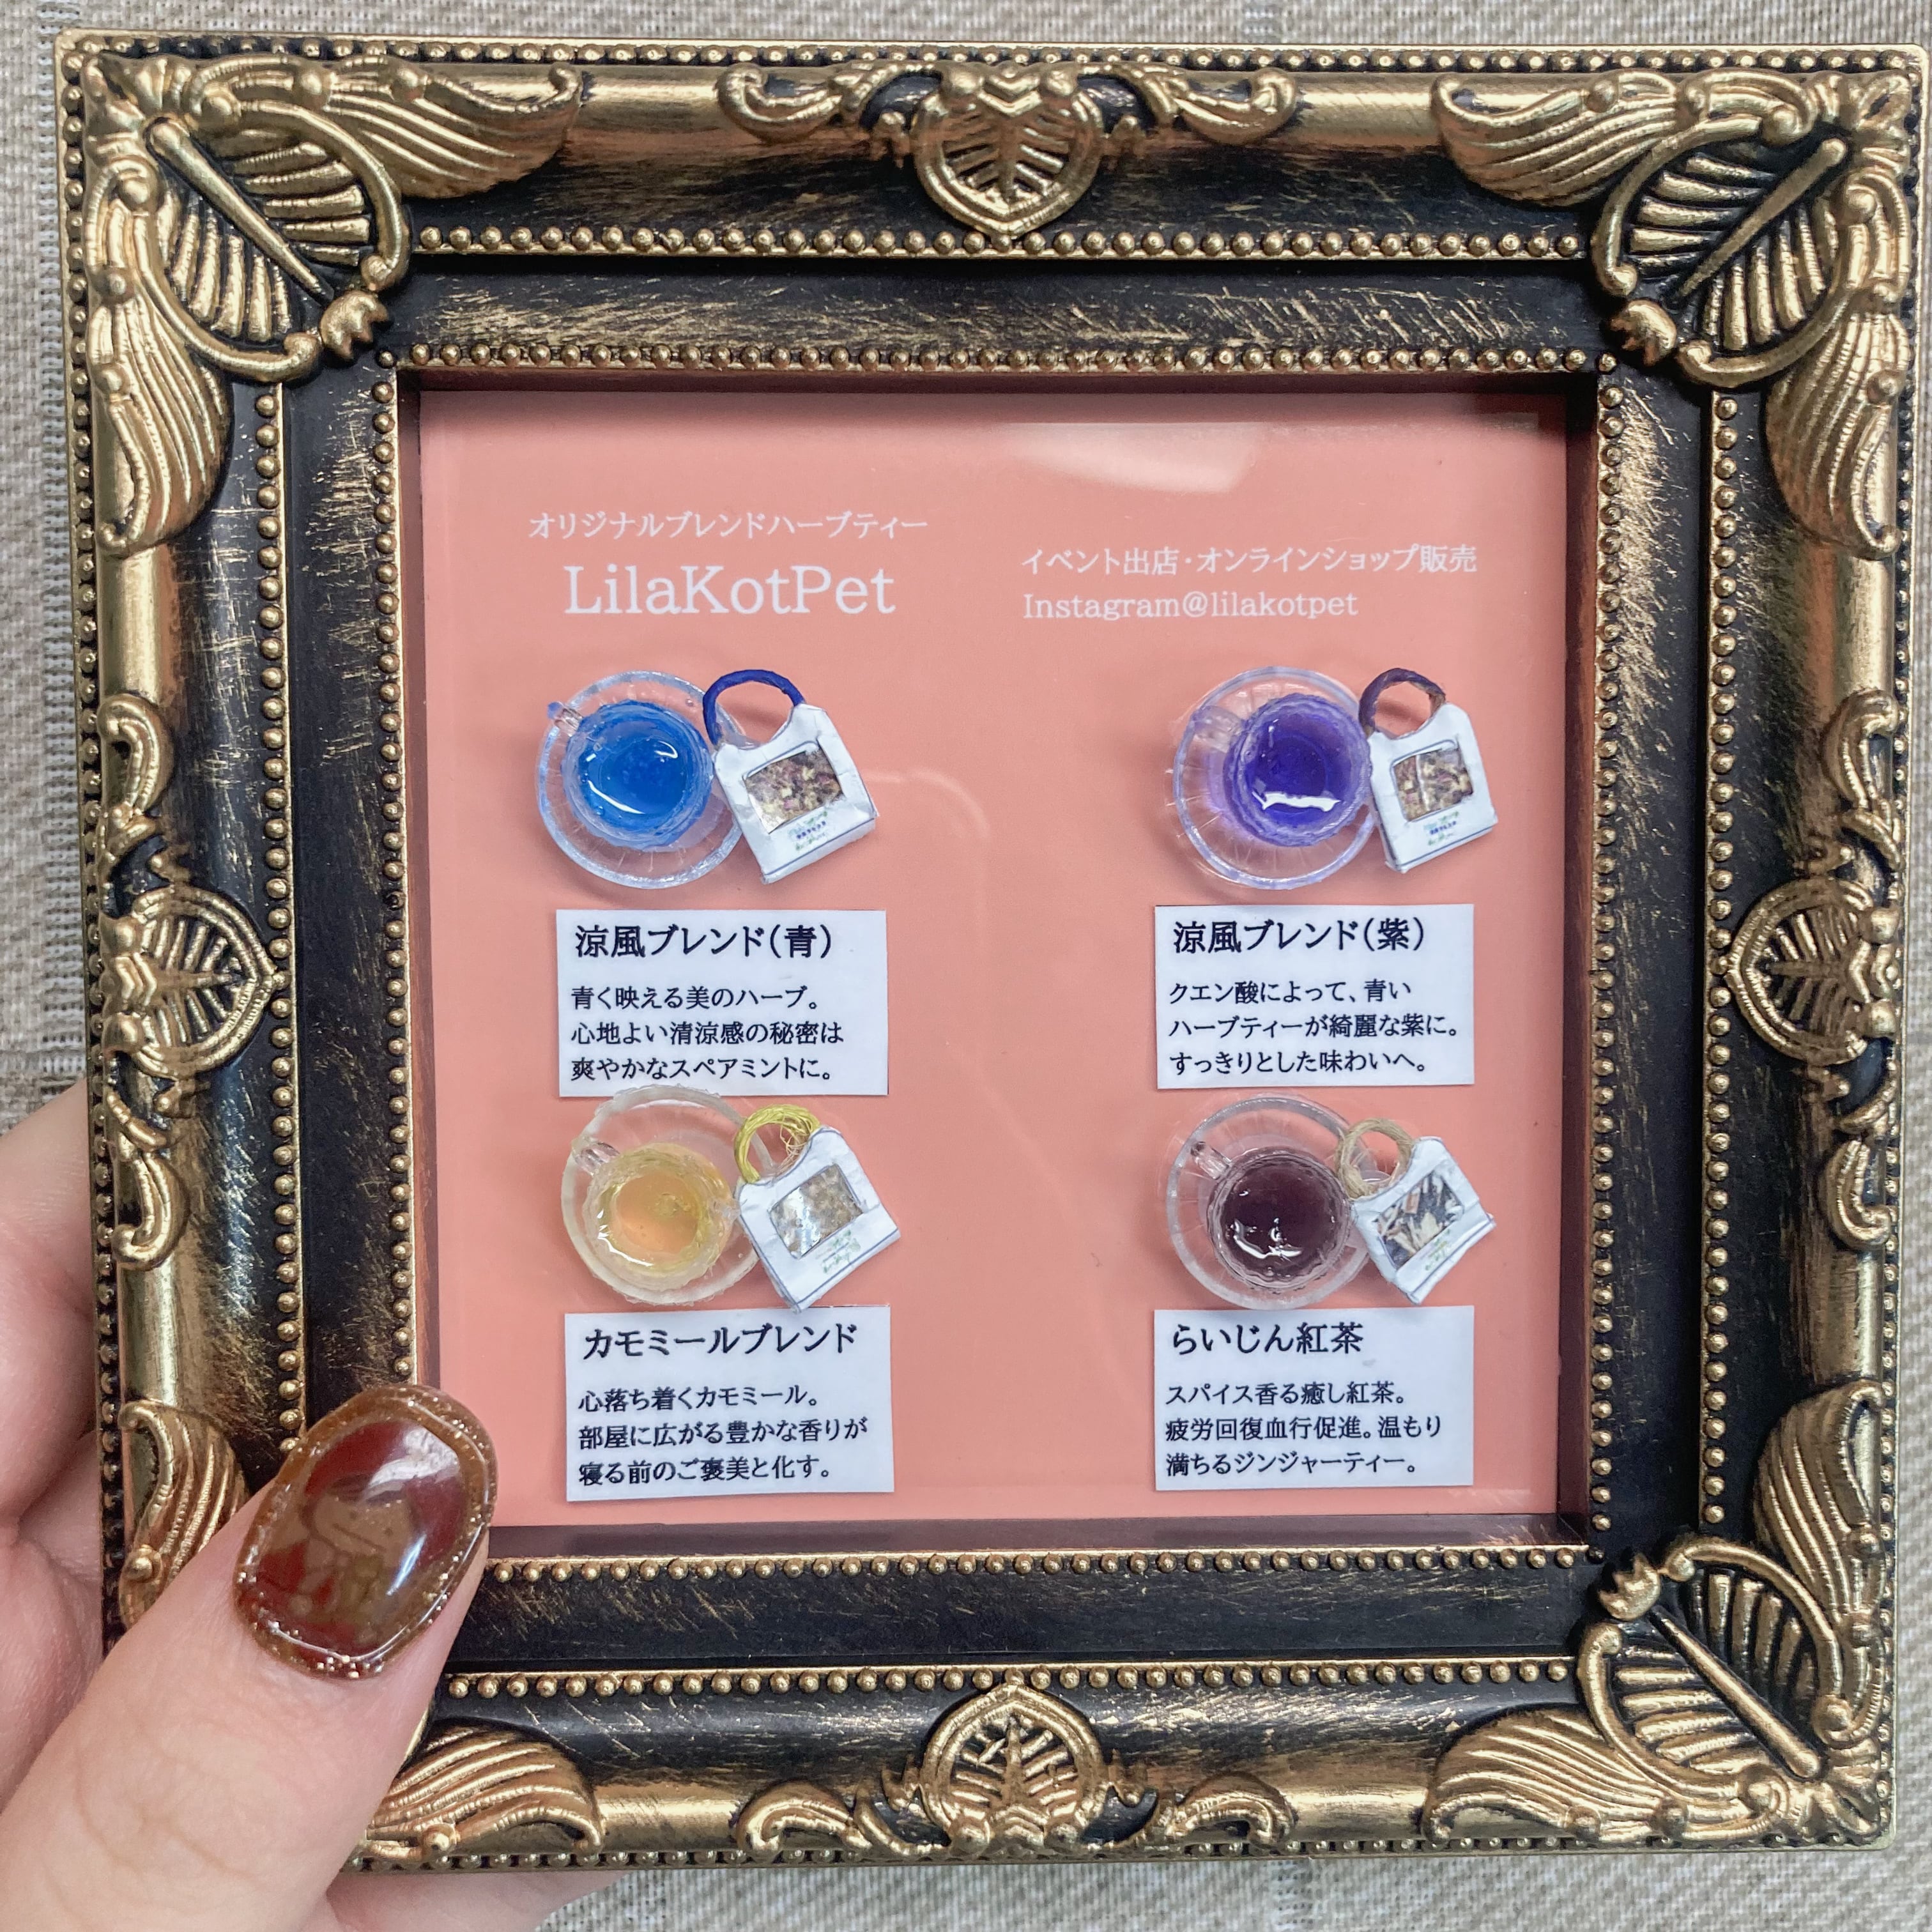 オリジナルブレンドハーブティー
LilaKotPet
イベント出店・オンラインショップ販売
Instagram@lilakotpet
涼風ブレンド(青)
青く映える美のハーブ。
心地よい清涼感の秘密は
爽やかなスペアミントに。
涼風ブレンド(紫)
クエン酸によって、青い
ハーブティーが綺麗な紫に。
すっきりとした味わいへ。
カモミールブレンド
心落ち着くカモミール。
部屋に広がる豊かな香りが
寝る前のご褒美と化す。
らいじん紅茶
スパイス香る癒し紅茶。
疲労回復血行促進。温もり
満ちるジンジャーティー。